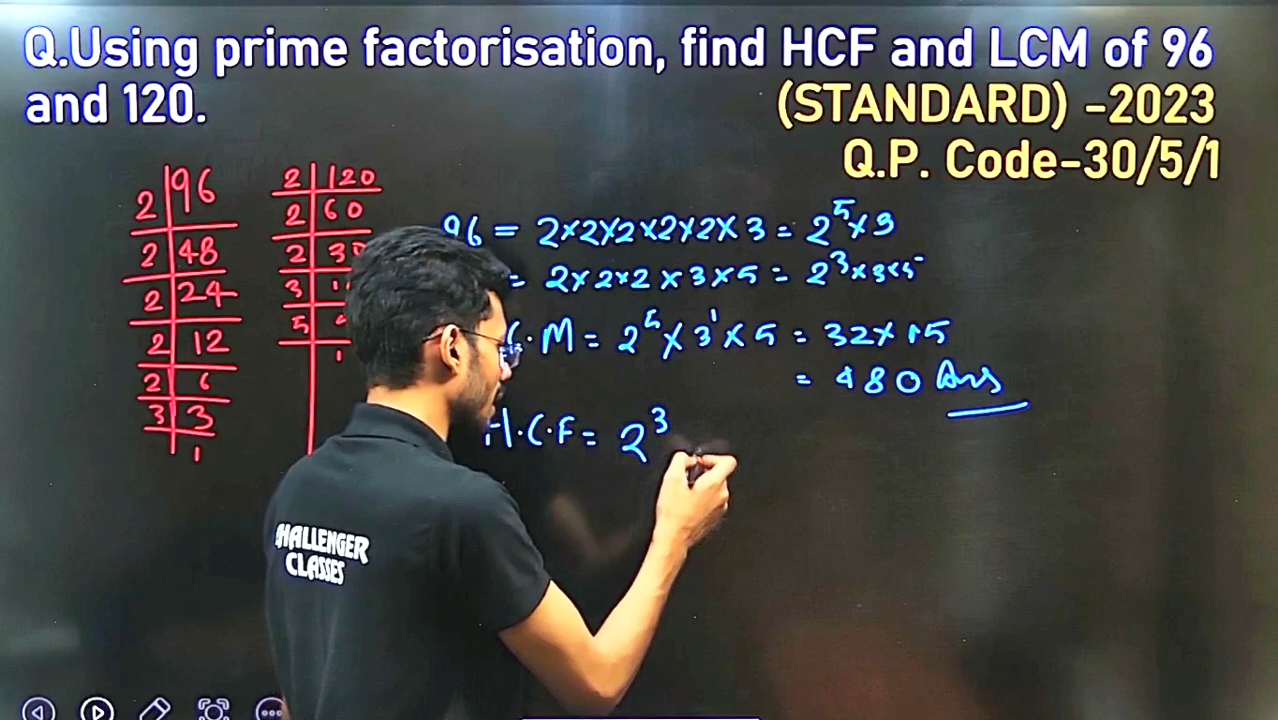 Q.Using prime factorisation, find HCF and LCM of 96
and 120.
(STANDARD) -2023
Q.P. Code-30/5/1
2 | 96
2 | 48
2 | 24
2 | 12
2 | 6
3 | 3
1
2 | 120
2 | 60
2 | 30
3 | 1
5
1
96 = 2×2×2×2×2×3 = 2⁵×3
= 2×2×2×3×5 = 2³×3×5
C.M = 2⁵×3¹×5 = 32×15
= 480 Ans
H.C.F = 2³
HALLENGER
CLASSES